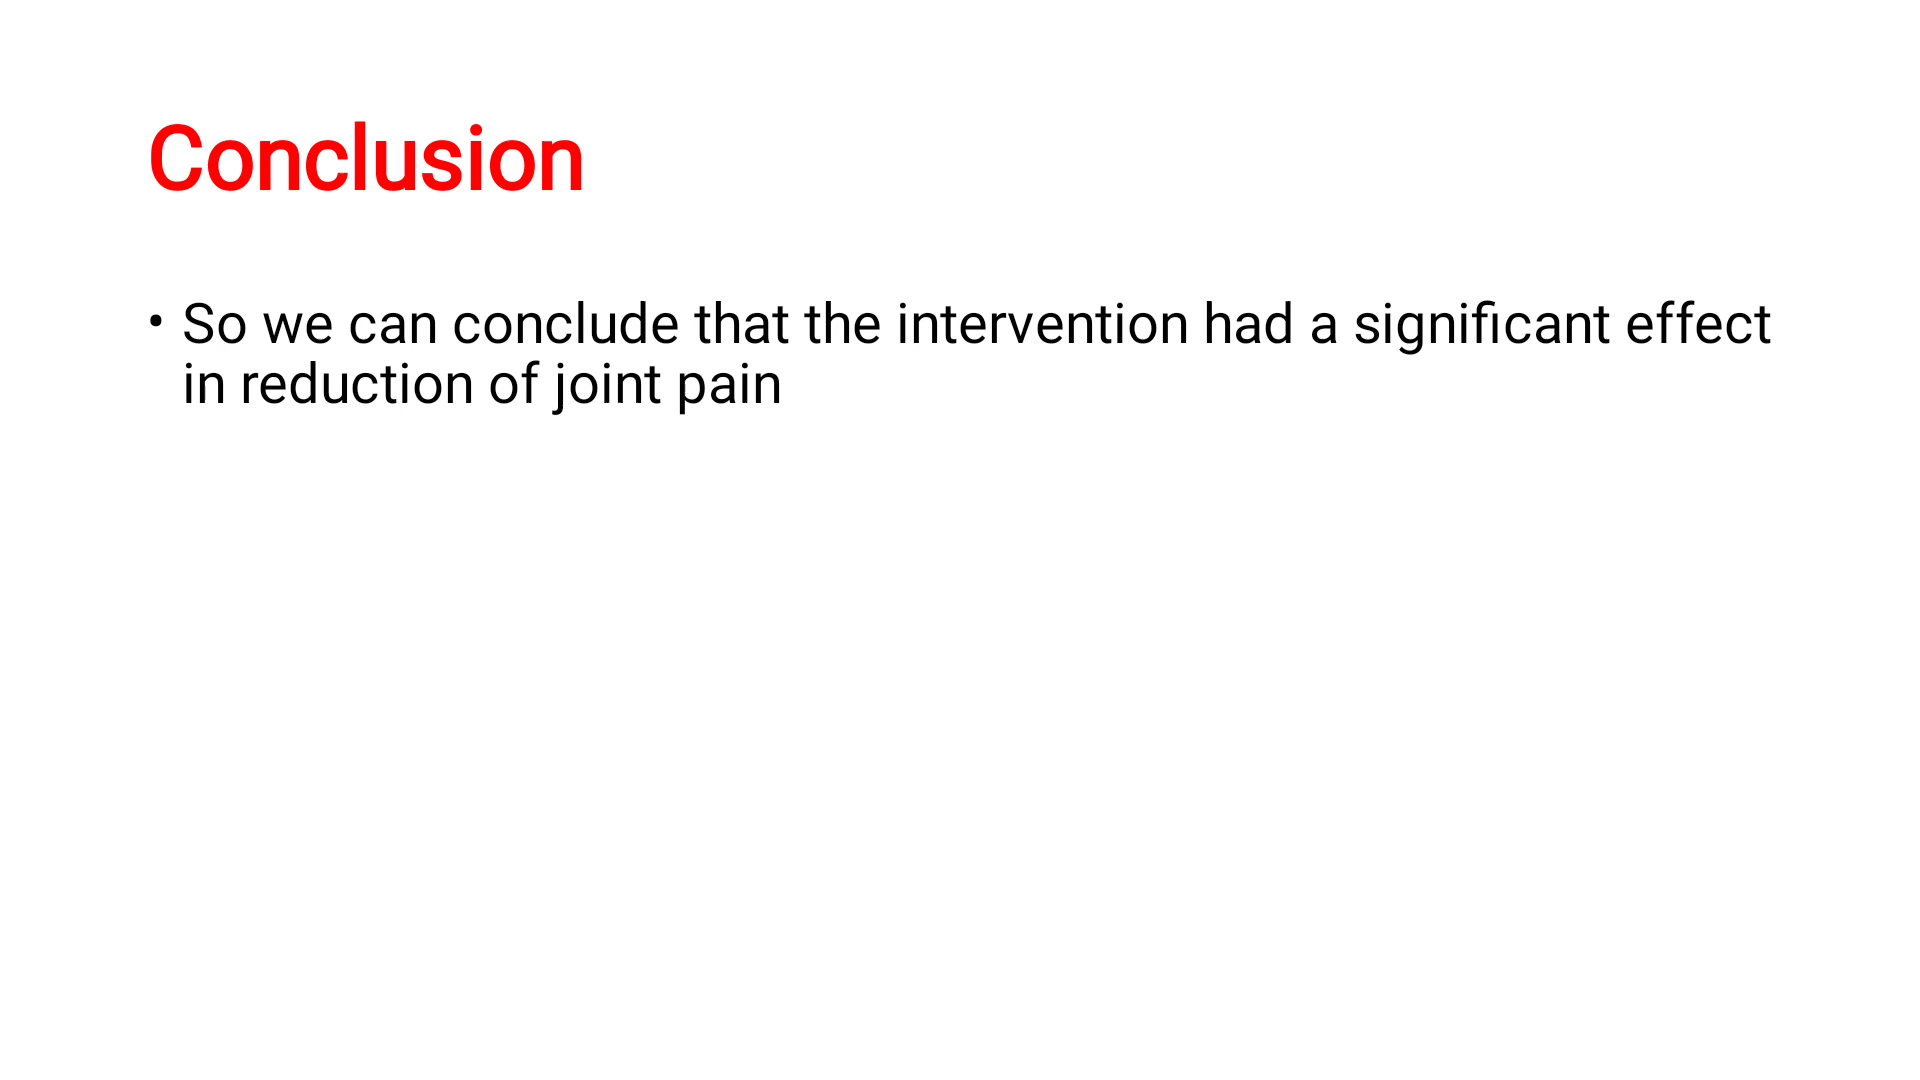 Conclusion
• So we can conclude that the intervention had a significant effect
in reduction of joint pain